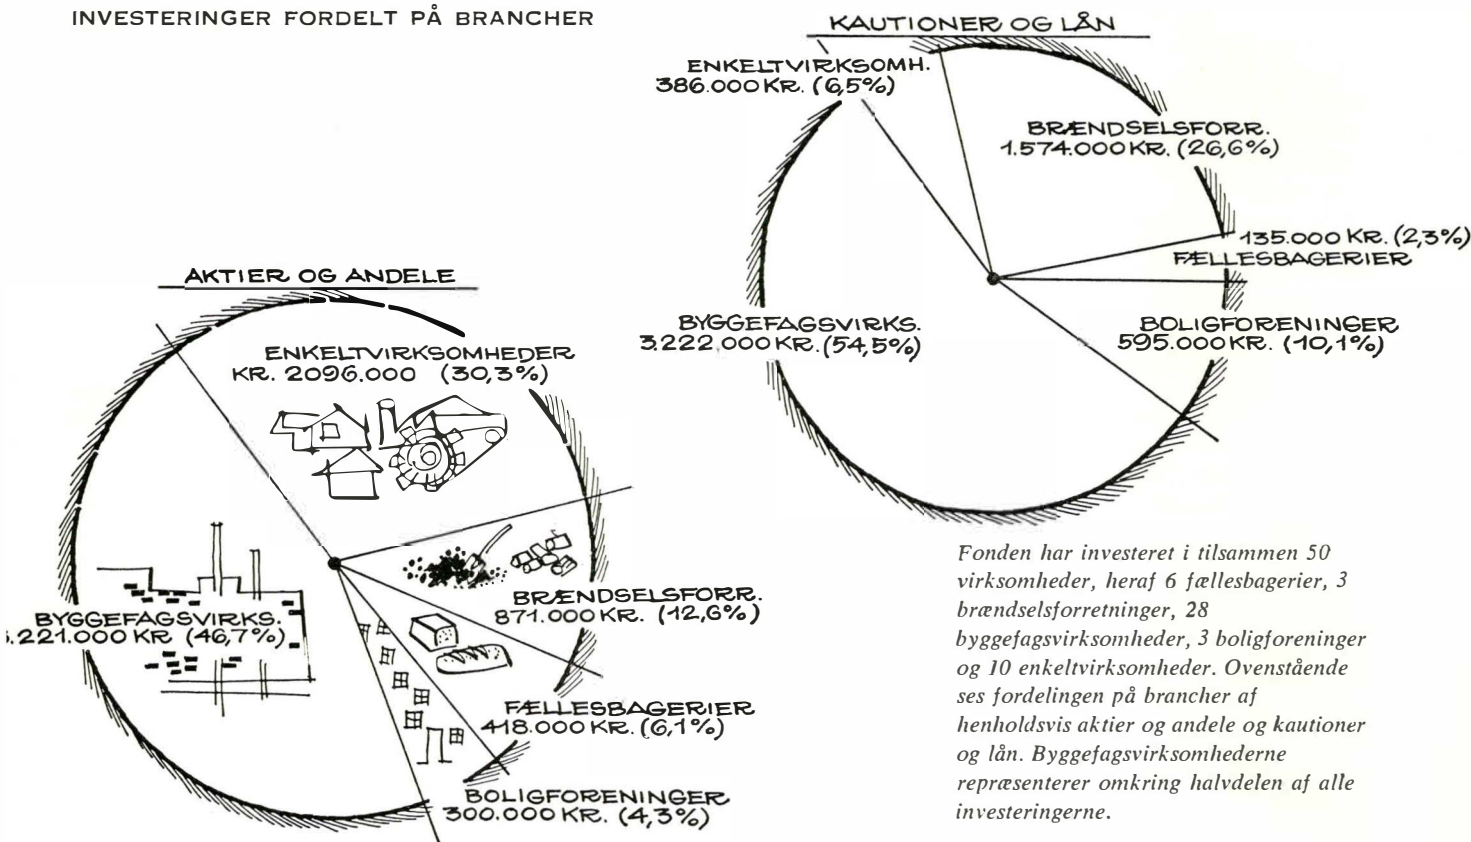 INVESTERINGER FORDELT PÅ BRANCHER
KAUTIONER OG LÅN
ENKELTVIRKSOMH.
386.000 KR. (6,5%)
BRÆNDSELSFORR.
1.574.000 KR. (26,6%)
135.000 KR. (2,3%)
FÆLLESBAGERIER
BOLIGFORENINGER
595.000 KR. (10,1%)
BYGGEFAGSVIRKS.
3.222.000 KR. (54,5%)
AKTIER OG ANDELE
ENKELTVIRKSOMHEDER
KR. 2096.000 (30,3%)
BRÆNDSELSFORR.
871.000 KR. (12,6%)
FÆLLESBAGERIER
418.000 KR. (6,1%)
BOLIGFORENINGER
300.000 KR. (4,3%)
BYGGEFAGSVIRKS.
.221.000 KR (46,7%)
Fonden har investeret i tilsammen 50
virksomheder, heraf 6 fællesbagerier, 3
brændselsforretninger, 28
byggefagsvirksomheder, 3 boligforeninger
og 10 enkeltvirksomheder. Ovenstående
ses fordelingen på brancher af
henholdsvis aktier og andele og kautioner
og lån. Byggefagsvirksomhederne
repræsenterer omkring halvdelen af alle
investeringerne.